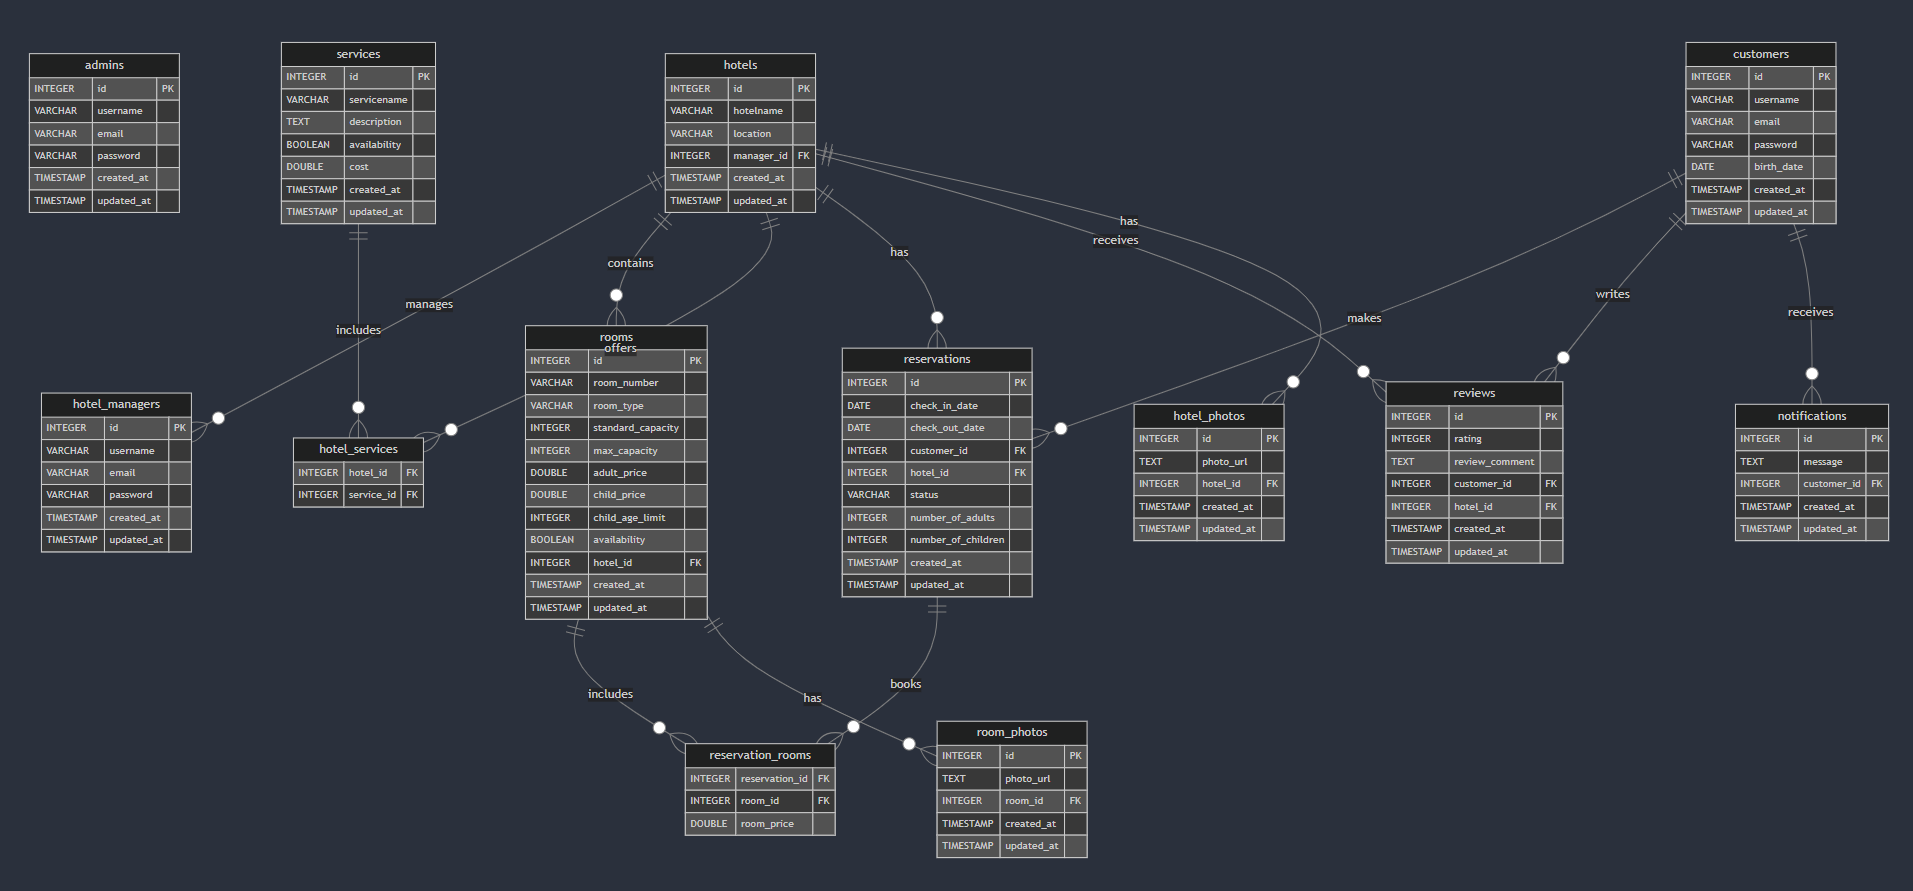 admins
INTEGER id PK
VARCHAR username
VARCHAR email
VARCHAR password
TIMESTAMP created_at
TIMESTAMP updated_at
services
INTEGER id PK
VARCHAR servicename
TEXT description
BOOLEAN availability
DOUBLE cost
TIMESTAMP created_at
TIMESTAMP updated_at
hotels
INTEGER id PK
VARCHAR hotelname
VARCHAR location
INTEGER manager_id FK
TIMESTAMP created_at
TIMESTAMP updated_at
customers
INTEGER id PK
VARCHAR username
VARCHAR email
VARCHAR password
DATE birth_date
TIMESTAMP created_at
TIMESTAMP updated_at
has
receives
has
contains
manages
includes
makes
writes
receives
hotel_managers
INTEGER id PK
VARCHAR username
VARCHAR email
VARCHAR password
TIMESTAMP created_at
TIMESTAMP updated_at
hotel_services
INTEGER hotel_id FK
INTEGER service_id FK
rooms
offers
INTEGER id PK
VARCHAR room_number
VARCHAR room_type
INTEGER standard_capacity
INTEGER max_capacity
DOUBLE adult_price
DOUBLE child_price
INTEGER child_age_limit
BOOLEAN availability
INTEGER hotel_id FK
TIMESTAMP created_at
TIMESTAMP updated_at
reservations
INTEGER id PK
DATE check_in_date
DATE check_out_date
INTEGER customer_id FK
INTEGER hotel_id FK
VARCHAR status
INTEGER number_of_adults
INTEGER number_of_children
TIMESTAMP created_at
TIMESTAMP updated_at
hotel_photos
INTEGER id PK
TEXT photo_url
INTEGER hotel_id FK
TIMESTAMP created_at
TIMESTAMP updated_at
reviews
INTEGER id PK
INTEGER rating
TEXT review_comment
INTEGER customer_id FK
INTEGER hotel_id FK
TIMESTAMP created_at
TIMESTAMP updated_at
notifications
INTEGER id PK
TEXT message
INTEGER customer_id FK
TIMESTAMP created_at
TIMESTAMP updated_at
includes
has
books
reservation_rooms
INTEGER reservation_id FK
INTEGER room_id FK
DOUBLE room_price
room_photos
INTEGER id PK
TEXT photo_url
INTEGER room_id FK
TIMESTAMP created_at
TIMESTAMP updated_at